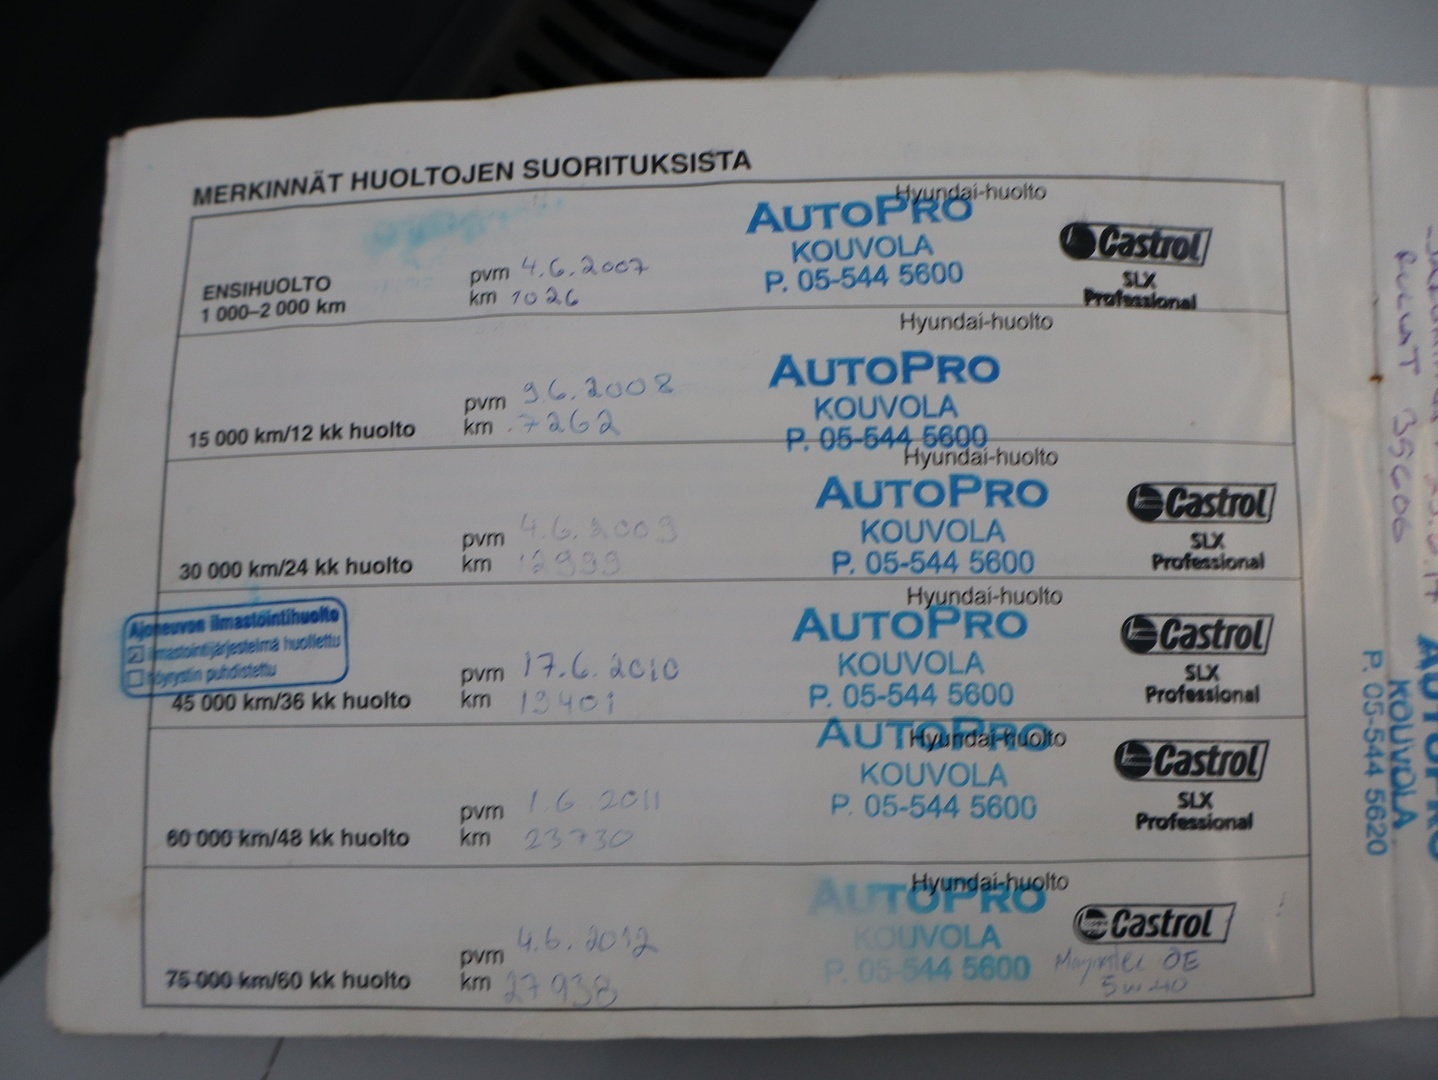 MERKINNÄT HUOLTOJEN SUORITUKSISTA
Hyundai-huolto
AUTOPRO
KOUVOLA
P. 05-544 5600
Castrol
SLX
Professional
ENSIHUOLTO
1 000–2 000 km
pvm 4.6.2007
km 1026
Hyundai-huolto
AUTOPRO
KOUVOLA
P. 05-544 5600
15 000 km/12 kk huolto
pvm 9.6.2008
km 7262
Hyundai-huolto
AUTOPRO
KOUVOLA
P. 05-544 5600
Castrol
SLX
Professional
30 000 km/24 kk huolto
pvm 4.6.2009
km 12999
Hyundai-huolto
AUTOPRO
KOUVOLA
P. 05-544 5600
Castrol
SLX
Professional
Ajoneuvon ilmastointihuolto
ilmastointijärjestelmä huollettu
höyrystin puhdistettu
45 000 km/36 kk huolto
pvm 17.6.2010
km 19401
Hyundai-huolto
AUTOPRO
KOUVOLA
P. 05-544 5600
Castrol
SLX
Professional
60 000 km/48 kk huolto
pvm 1.6.2011
km 23730
Hyundai-huolto
AUTOPRO
KOUVOLA
P. 05-544 5600
Castrol
OE
5w-40
75 000 km/60 kk huolto
pvm 4.6.2012
km 27938
35606
AUTOPRO
KOUVOLA
P. 05-544 5620